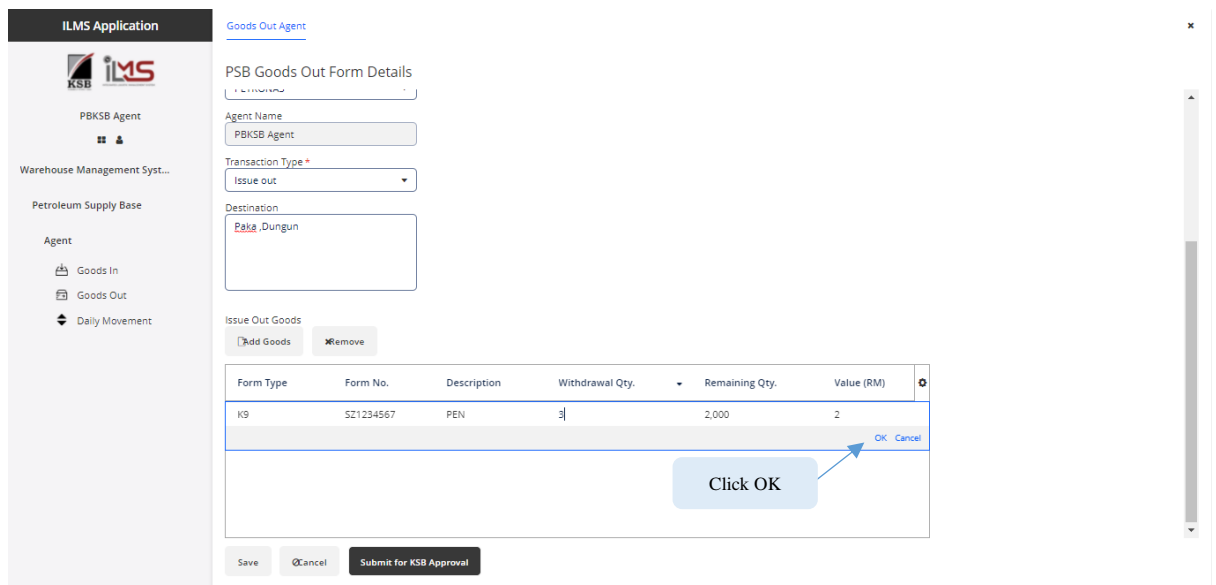 ILMS Application
KSB
iLMS
PBKSB Agent
Warehouse Management Syst...
Petroleum Supply Base
Agent
Goods In
Goods Out
Daily Movement
Goods Out Agent
PSB Goods Out Form Details
PETRONAS
Agent Name
PBKSB Agent
Transaction Type *
Issue out
Destination
Paka ,Dungun
Issue Out Goods
Add Goods Remove
Form Type Form No. Description Withdrawal Qty. Remaining Qty. Value (RM)
K9 SZ1234567 PEN 3 2,000 2
OK Cancel
Click OK
Save Cancel Submit for KSB Approval